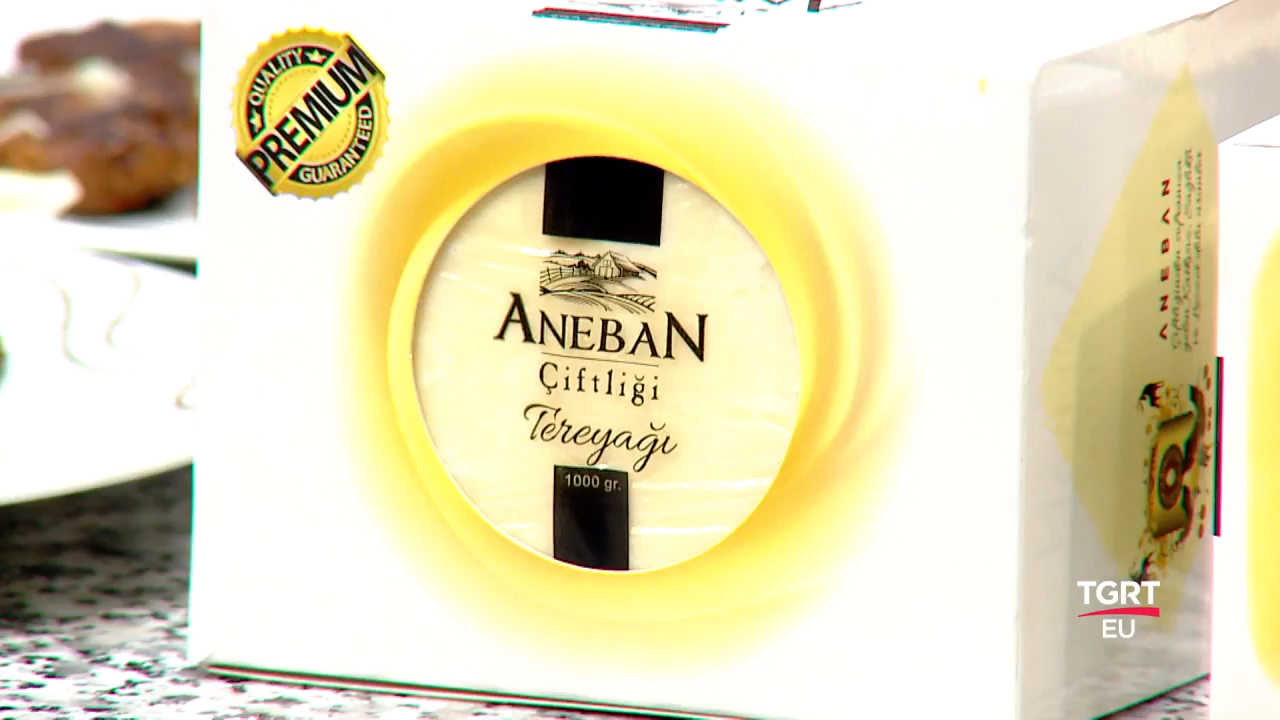 QUALITY
PREMIUM
GUARANTEED
ANEBAN
Çiftliği
Tereyağı
1000 gr.
ANEBAN
TGRT
EU